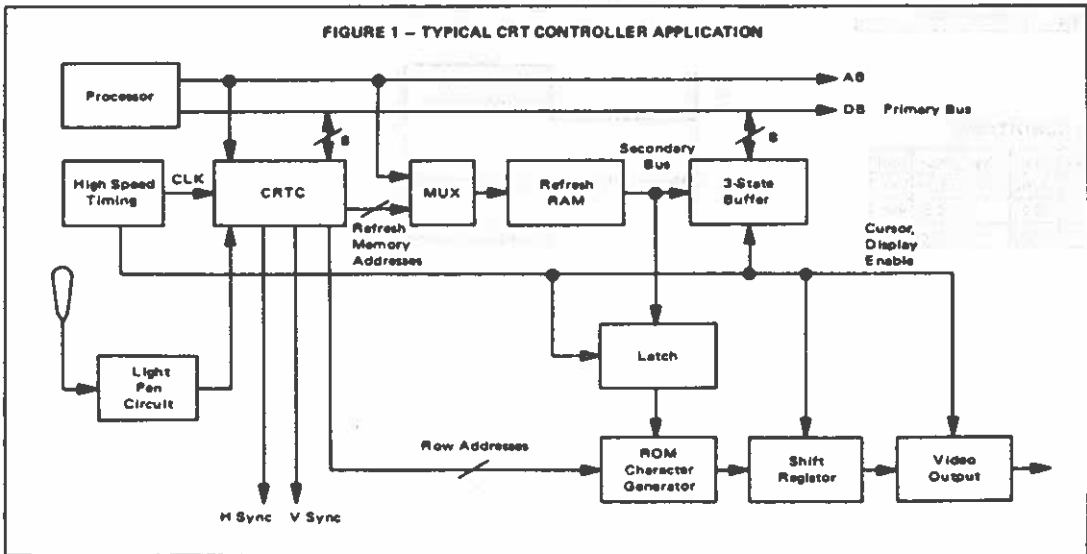 FIGURE 1 – TYPICAL CRT CONTROLLER APPLICATION
Processor
AB
DB Primary Bus
8
8
Secondary
Bus
High Speed
Timing
CLK
CRTC
MUX
Refresh
RAM
3-State
Buffer
Refresh
Memory
Addresses
Cursor,
Display
Enable
Latch
Light
Pen
Circuit
Row Addresses
ROM
Character
Generator
Shift
Register
Video
Output
H Sync V Sync